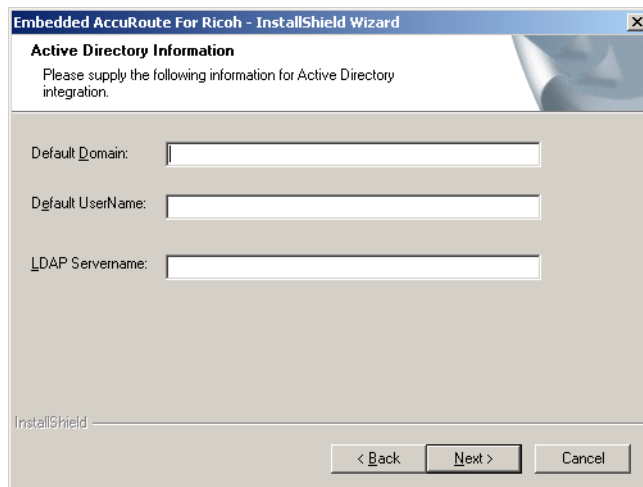 Embedded AccuRoute For Ricoh - InstallShield Wizard
Active Directory Information
Please supply the following information for Active Directory
integration.
Default Domain:
Default UserName:
LDAP Servername:
InstallShield
< Back
Next >
Cancel